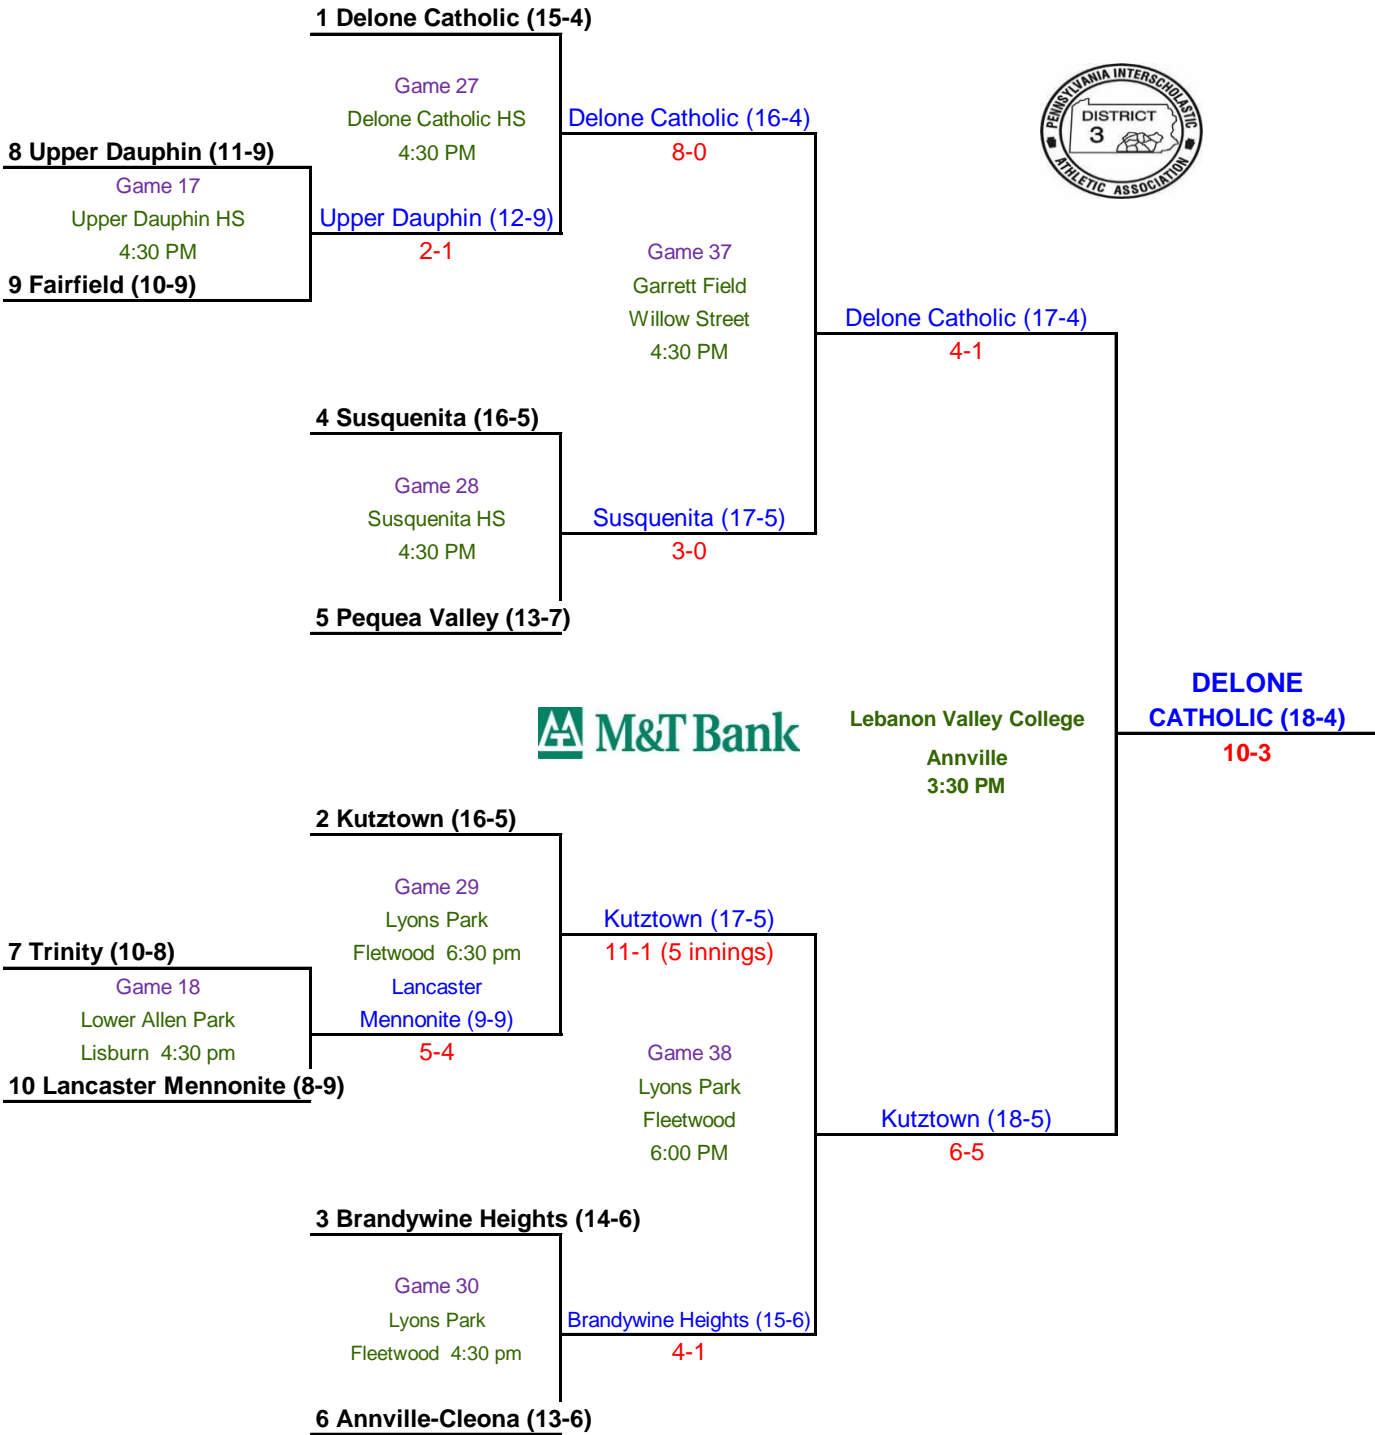 1 Delone Catholic (15-4)
Game 27
Delone Catholic HS
4:30 PM
Delone Catholic (16-4)
8-0
PENNSYLVANIA INTERSCHOLASTIC
DISTRICT
3
ATHLETIC ASSOCIATION
8 Upper Dauphin (11-9)
Game 17
Upper Dauphin HS
4:30 PM
Upper Dauphin (12-9)
2-1
9 Fairfield (10-9)
Game 37
Garrett Field
Willow Street
4:30 PM
Delone Catholic (17-4)
4-1
4 Susquenita (16-5)
Game 28
Susquenita HS
4:30 PM
Susquenita (17-5)
3-0
5 Pequea Valley (13-7)
M&T Bank
Lebanon Valley College
Annville
3:30 PM
DELONE
CATHOLIC (18-4)
10-3
2 Kutztown (16-5)
Game 29
Lyons Park
Fletwood 6:30 pm
Kutztown (17-5)
11-1 (5 innings)
7 Trinity (10-8)
Game 18
Lower Allen Park
Lisburn 4:30 pm
Lancaster
Mennonite (9-9)
5-4
10 Lancaster Mennonite (8-9)
Game 38
Lyons Park
Fleetwood
6:00 PM
Kutztown (18-5)
6-5
3 Brandywine Heights (14-6)
Game 30
Lyons Park
Fleetwood 4:30 pm
Brandywine Heights (15-6)
4-1
6 Annville-Cleona (13-6)